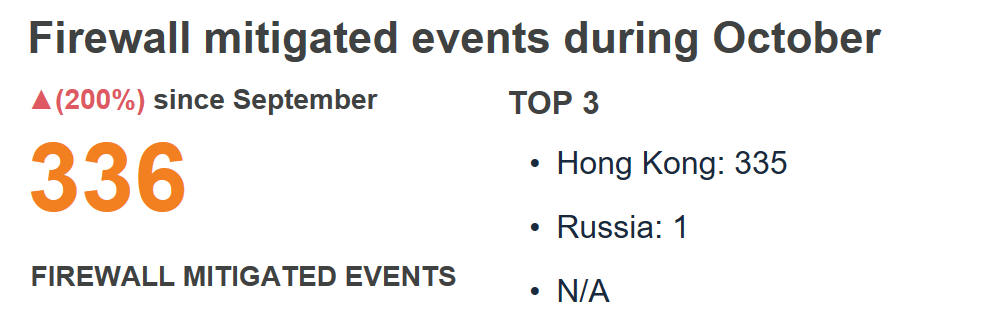 Firewall mitigated events during October
▲(200%) since September
336
FIREWALL MITIGATED EVENTS
TOP 3
• Hong Kong: 335
• Russia: 1
• N/A